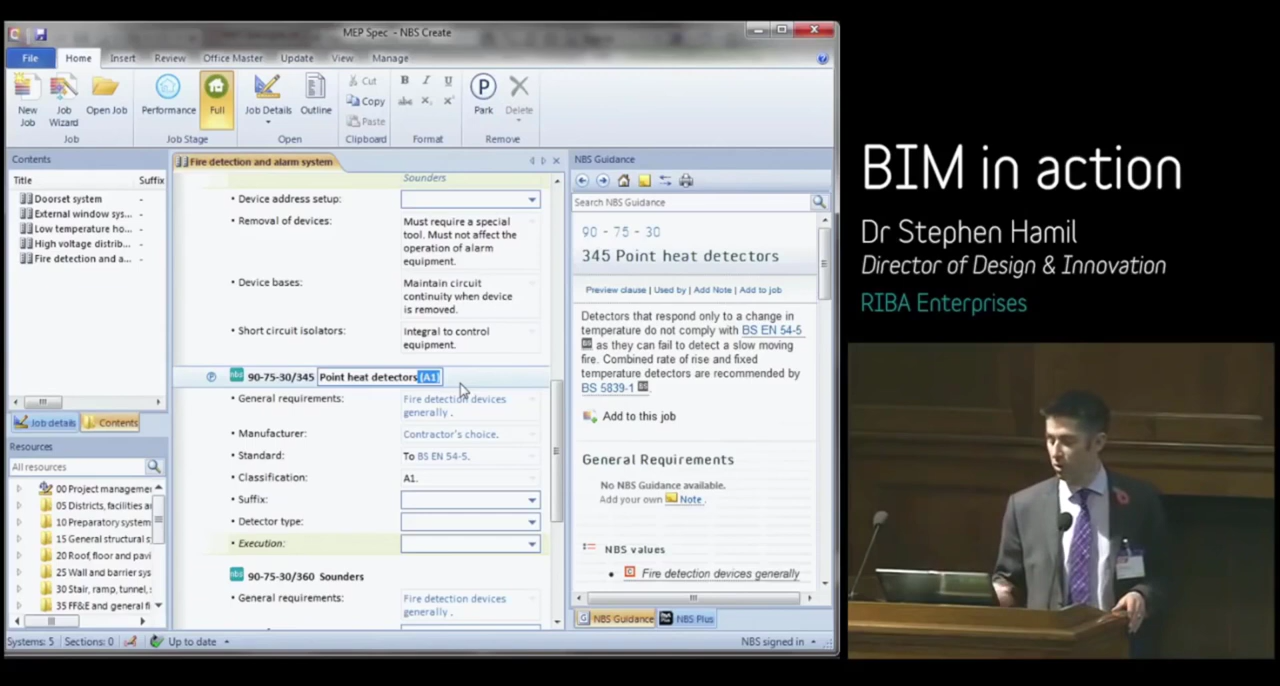 MEP Spec - NBS Create
File Home Insert Review Office Master Update View Manage
New Job
Job Wizard
Open Job
Performance
Full
Job Details
Outline
Cut
Copy
Paste
B I U
abc X, X'
Park
Delete
Job
Job Stage
Open
Clipboard
Format
Remove
Contents
Title Suffix
Doorset system -
External window sys... -
Low temperature ho... -
High voltage distrib... -
Fire detection and a... -
Job details Contents
Resources
All resources
00 Project manageme
05 Districts, facilities a
10 Preparatory system
15 General structural s
20 Roof, floor and pavi
25 Wall and barrier sys
30 Stair, ramp, tunnel,
35 FF&E and general fi
Fire detection and alarm system
Sounders
• Device address setup:
• Removal of devices: Must require a special
tool. Must not affect the
operation of alarm
equipment.
• Device bases: Maintain circuit
continuity when device
is removed.
• Short circuit isolators: Integral to control
equipment.
P nbs 90-75-30/345 Point heat detectors[A1]
• General requirements: Fire detection devices
generally .
• Manufacturer: Contractor's choice.
• Standard: To BS EN 54-5.
• Classification: A1.
• Suffix:
• Detector type:
• Execution:
nbs 90-75-30/360 Sounders
• General requirements: Fire detection devices
generally .
NBS Guidance
Search NBS Guidance
90 - 75 - 30
345 Point heat detectors
Preview clause | Used by | Add Note | Add to job
Detectors that respond only to a change in
temperature do not comply with BS EN 54-5
as they can fail to detect a slow moving
fire. Combined rate of rise and fixed
temperature detectors are recommended by
BS 5839-1 .
Add to this job
General Requirements
No NBS Guidance available.
Add your own Note .
NBS values
• C Fire detection devices generally
NBS Guidance NBS Plus
Systems: 5 Sections: 0 Up to date NBS signed in
BIM in action
Dr Stephen Hamil
Director of Design & Innovation
RIBA Enterprises